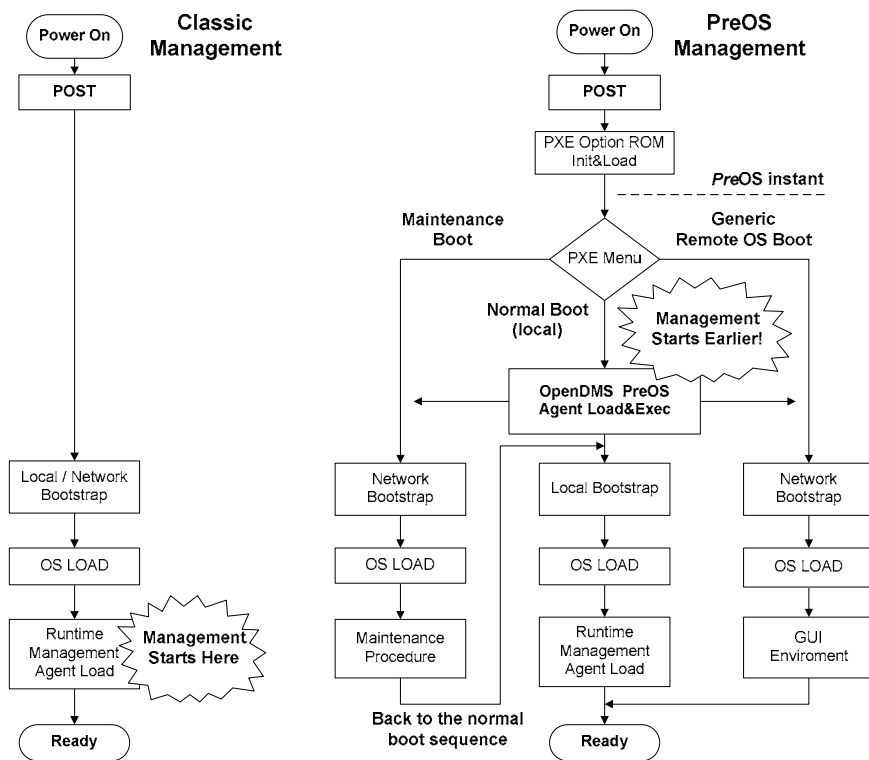 Classic
Management
Power On
POST
Local / Network
Bootstrap
OS LOAD
Runtime
Management
Agent Load
Management
Starts Here
Ready
PreOS
Management
Power On
POST
PXE Option ROM
Init&Load
PreOS instant
Maintenance
Boot
Generic
Remote OS Boot
PXE Menu
Normal Boot
(local)
Management
Starts Earlier!
OpenDMS PreOS
Agent Load&Exec
Network
Bootstrap
Local Bootstrap
Network
Bootstrap
OS LOAD
OS LOAD
OS LOAD
Maintenance
Procedure
Runtime
Management
Agent Load
GUI
Enviroment
Back to the normal
boot sequence
Ready